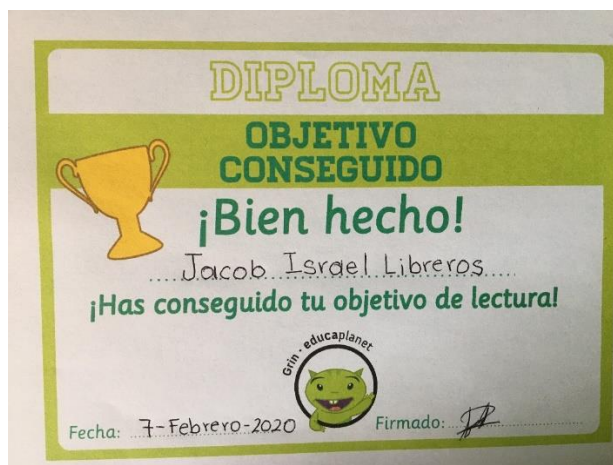 DIPLOMA
OBJETIVO
CONSEGUIDO
¡Bien hecho!
Jacob Israel Libreros
¡Has conseguido tu objetivo de lectura!
Grin · educaplanet
Fecha: 7-Febrero-2020 Firmado: